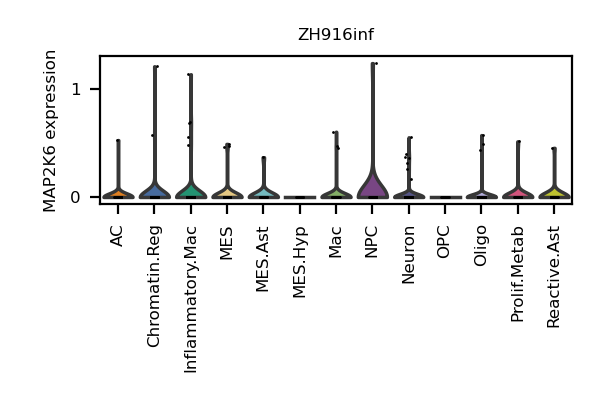 ZH916inf
MAP2K6 expression
1
0
AC
Chromatin.Reg
Inflammatory.Mac
MES
MES.Ast
MES.Hyp
Mac
NPC
Neuron
OPC
Oligo
Prolif.Metab
Reactive.Ast